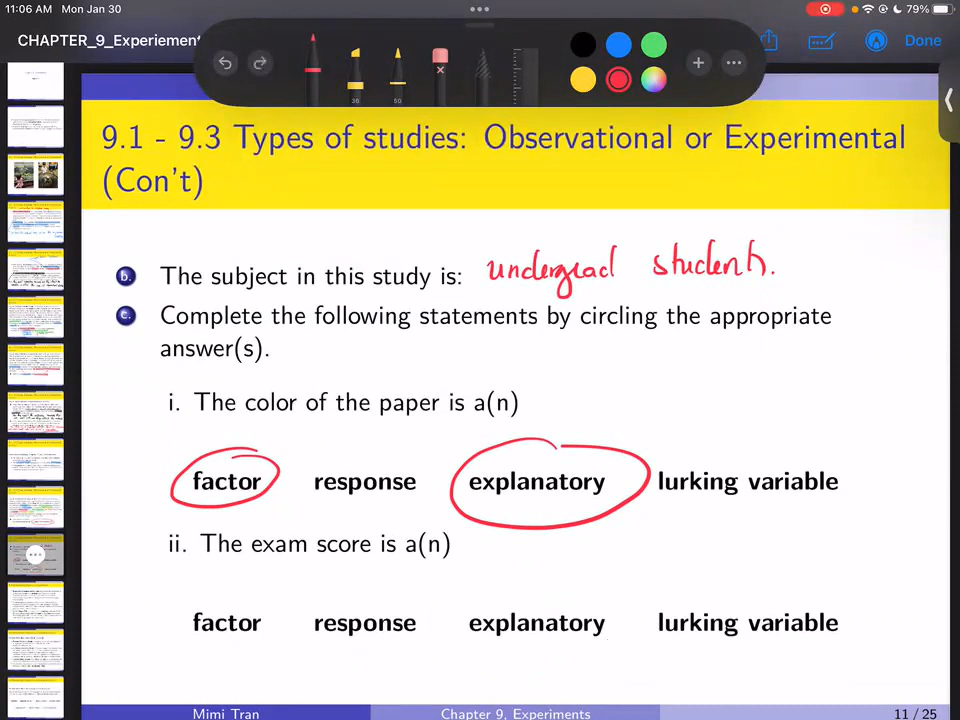 11:06 AM Mon Jan 30
79%
CHAPTER_9_Experiement
Done
36
50
9.1 - 9.3 Types of studies: Observational or Experimental
(Con't)
b. The subject in this study is: undergrad students.
c. Complete the following statements by circling the appropriate
answer(s).
i. The color of the paper is a(n)
factor response explanatory lurking variable
ii. The exam score is a(n)
factor response explanatory lurking variable
Mimi Tran Chapter 9, Experiments 11 / 25